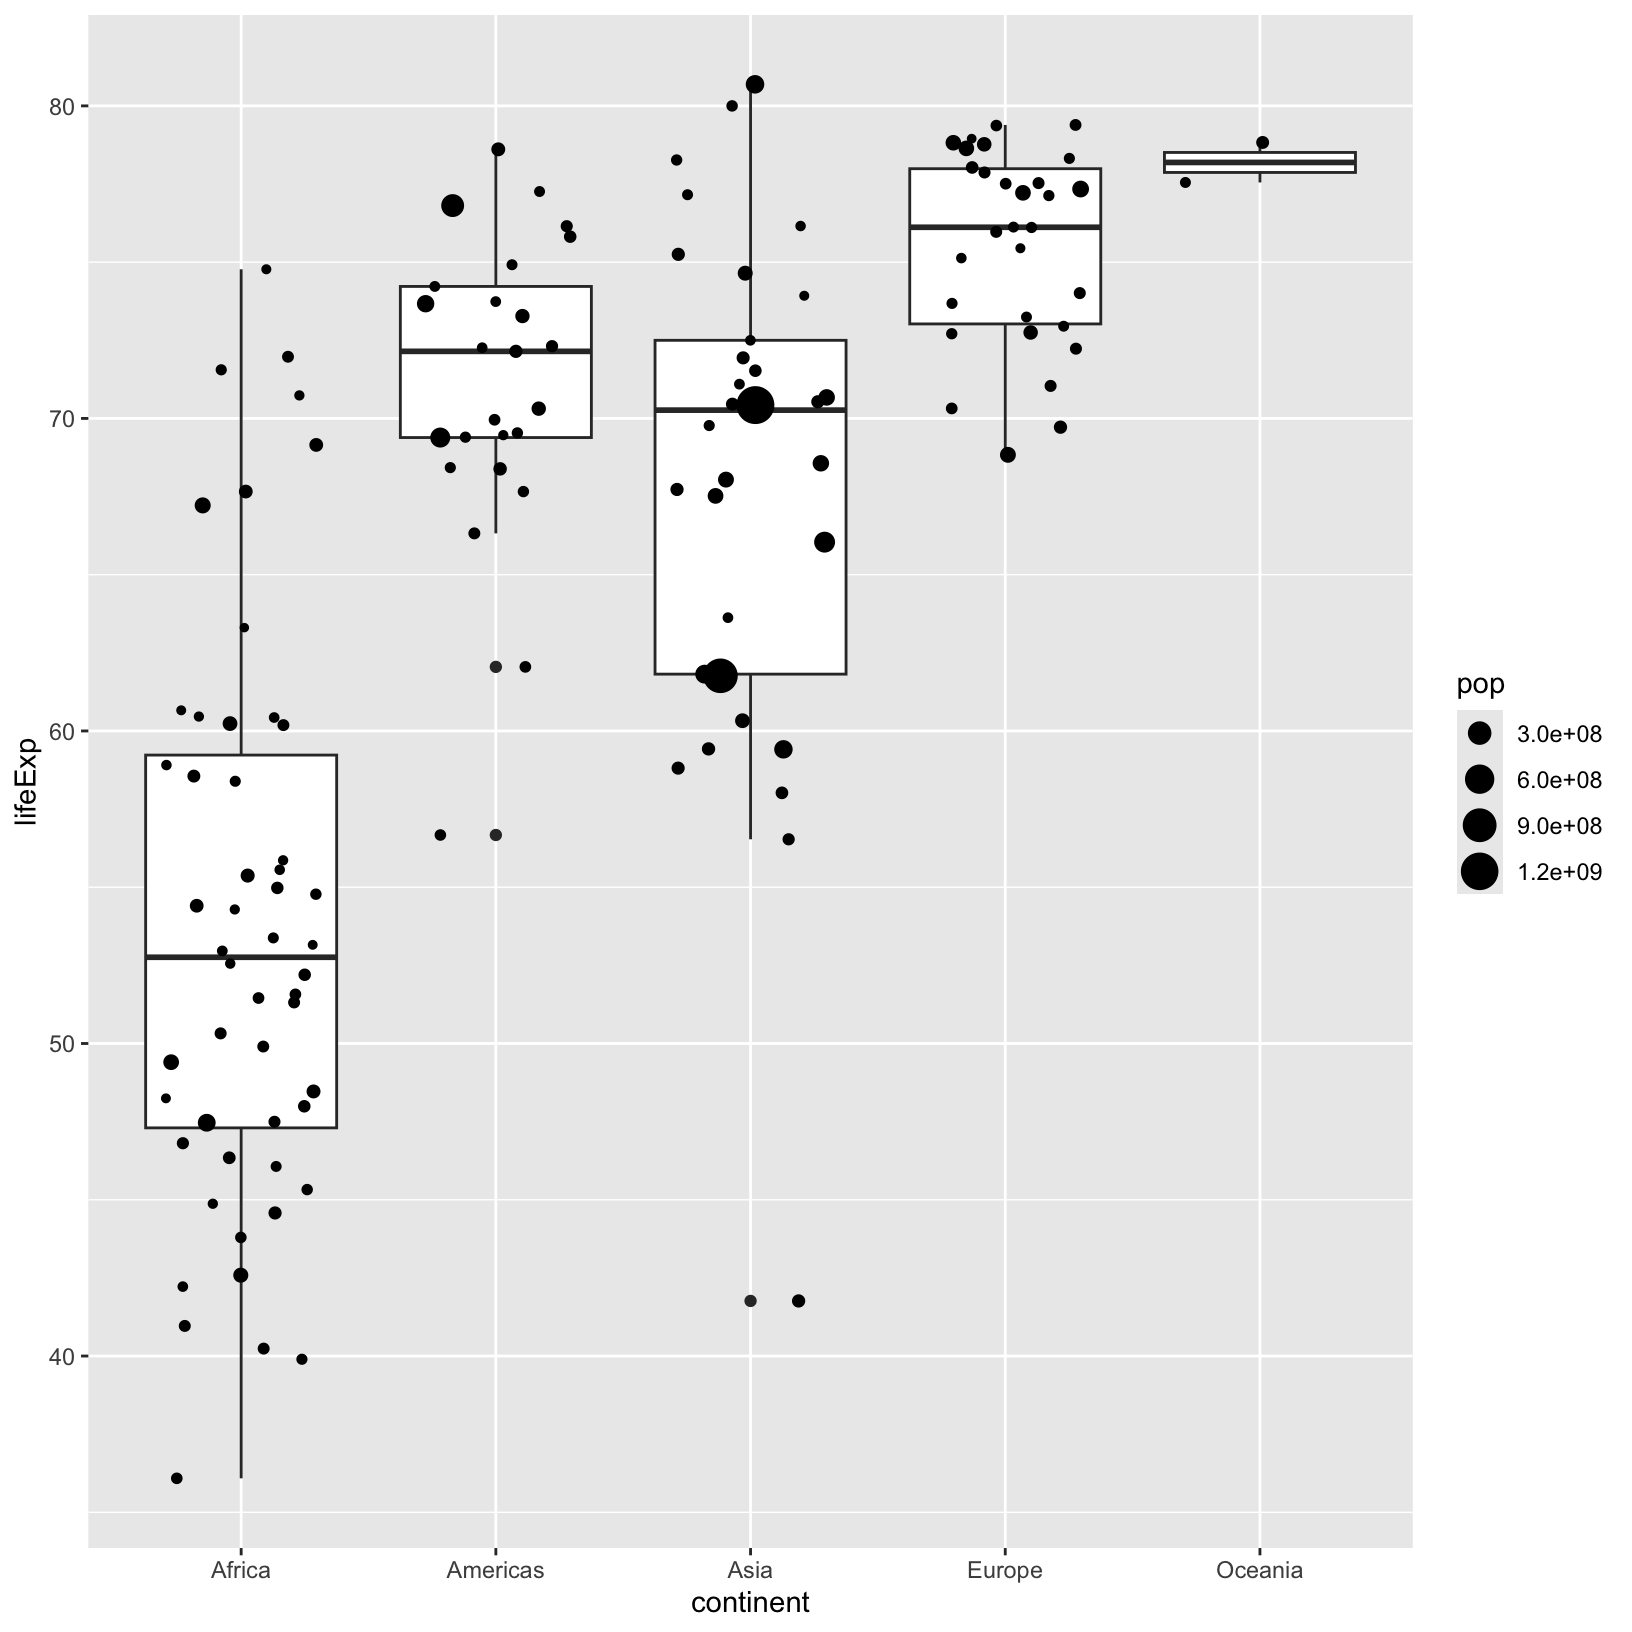 lifeExp
80
70
60
50
40
Africa Americas Asia Europe Oceania
continent
pop
3.0e+08
6.0e+08
9.0e+08
1.2e+09